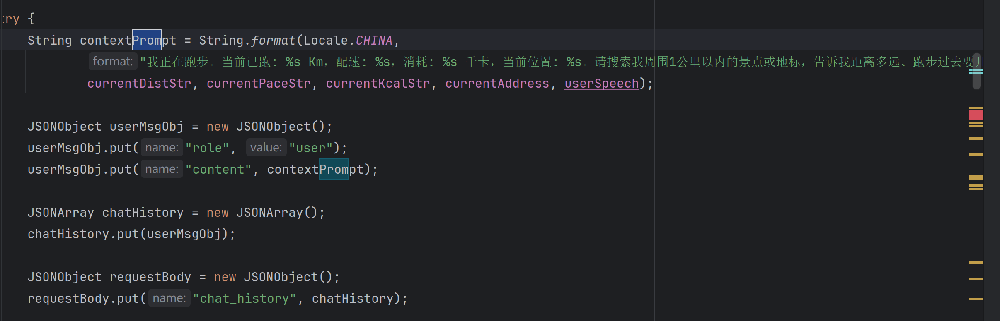 try {
String contextPrompt = String.format(Locale.CHINA,
format: "我正在跑步。当前已跑: %s Km，配速: %s，消耗: %s 千卡，当前位置: %s。请搜索我周围1公里以内的景点或地标，告诉我距离多远、跑步过去要
currentDistStr, currentPaceStr, currentKcalStr, currentAddress, userSpeech);
JSONObject userMsgObj = new JSONObject();
userMsgObj.put( name: "role", value: "user");
userMsgObj.put( name: "content", contextPrompt);
JSONArray chatHistory = new JSONArray();
chatHistory.put(userMsgObj);
JSONObject requestBody = new JSONObject();
requestBody.put( name: "chat_history", chatHistory);